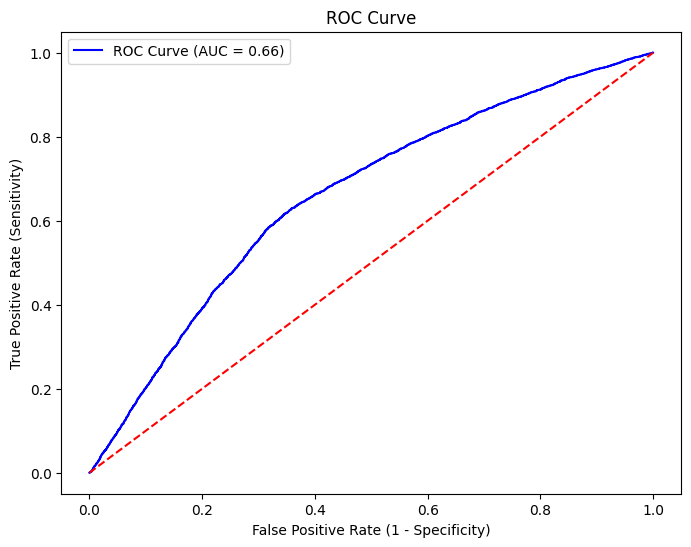 ROC Curve
ROC Curve (AUC = 0.66)
True Positive Rate (Sensitivity)
1.0
0.8
0.6
0.4
0.2
0.0
0.0 0.2 0.4 0.6 0.8 1.0
False Positive Rate (1 - Specificity)